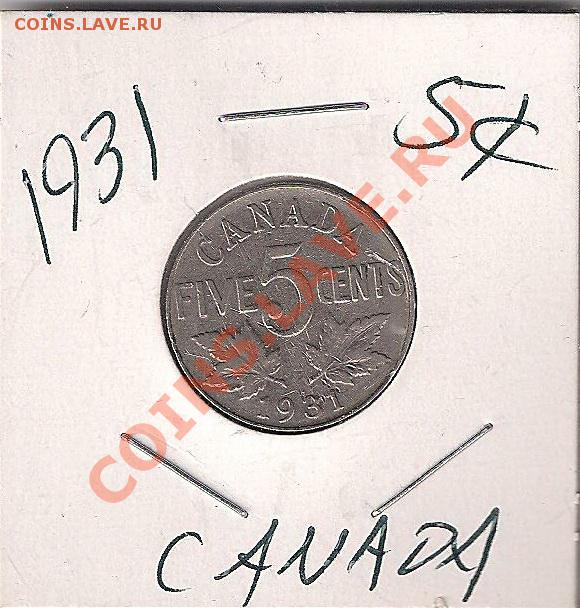 COINS.LAVE.RU
1931
5¢
CANADA
FIVE 5 CENTS
1931
COINS.LAVE.RU
CANADA